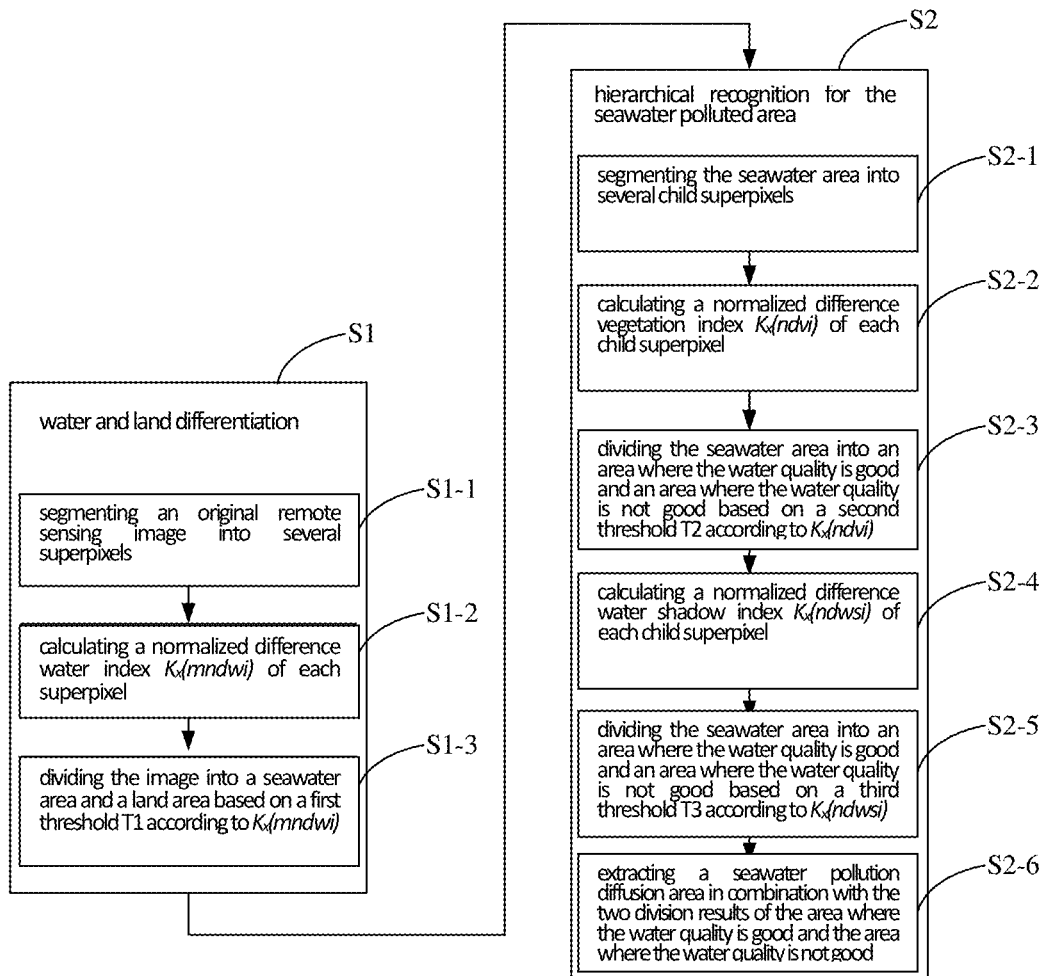 S1
water and land differentiation
S1-1
segmenting an original remote
sensing image into several
superpixels
S1-2
calculating a normalized difference
water index Kx(mndwi) of each
superpixel
S1-3
dividing the image into a seawater
area and a land area based on a first
threshold T1 according to Kx(mndwi)
S2
hierarchical recognition for the
seawater polluted area
S2-1
segmenting the seawater area into
several child superpixels
S2-2
calculating a normalized difference
vegetation index Kx(ndvi) of each
child superpixel
S2-3
dividing the seawater area into an
area where the water quality is good
and an area where the water quality
is not good based on a second
threshold T2 according to Kx(ndvi)
S2-4
calculating a normalized difference
water shadow index Kx(ndwsi) of
each child superpixel
S2-5
dividing the seawater area into an
area where the water quality is good
and an area where the water quality
is not good based on a third
threshold T3 according to Kx(ndwsi)
S2-6
extracting a seawater pollution
diffusion area in combination with the
two division results of the area where
the water quality is good and the area
where the water quality is not good